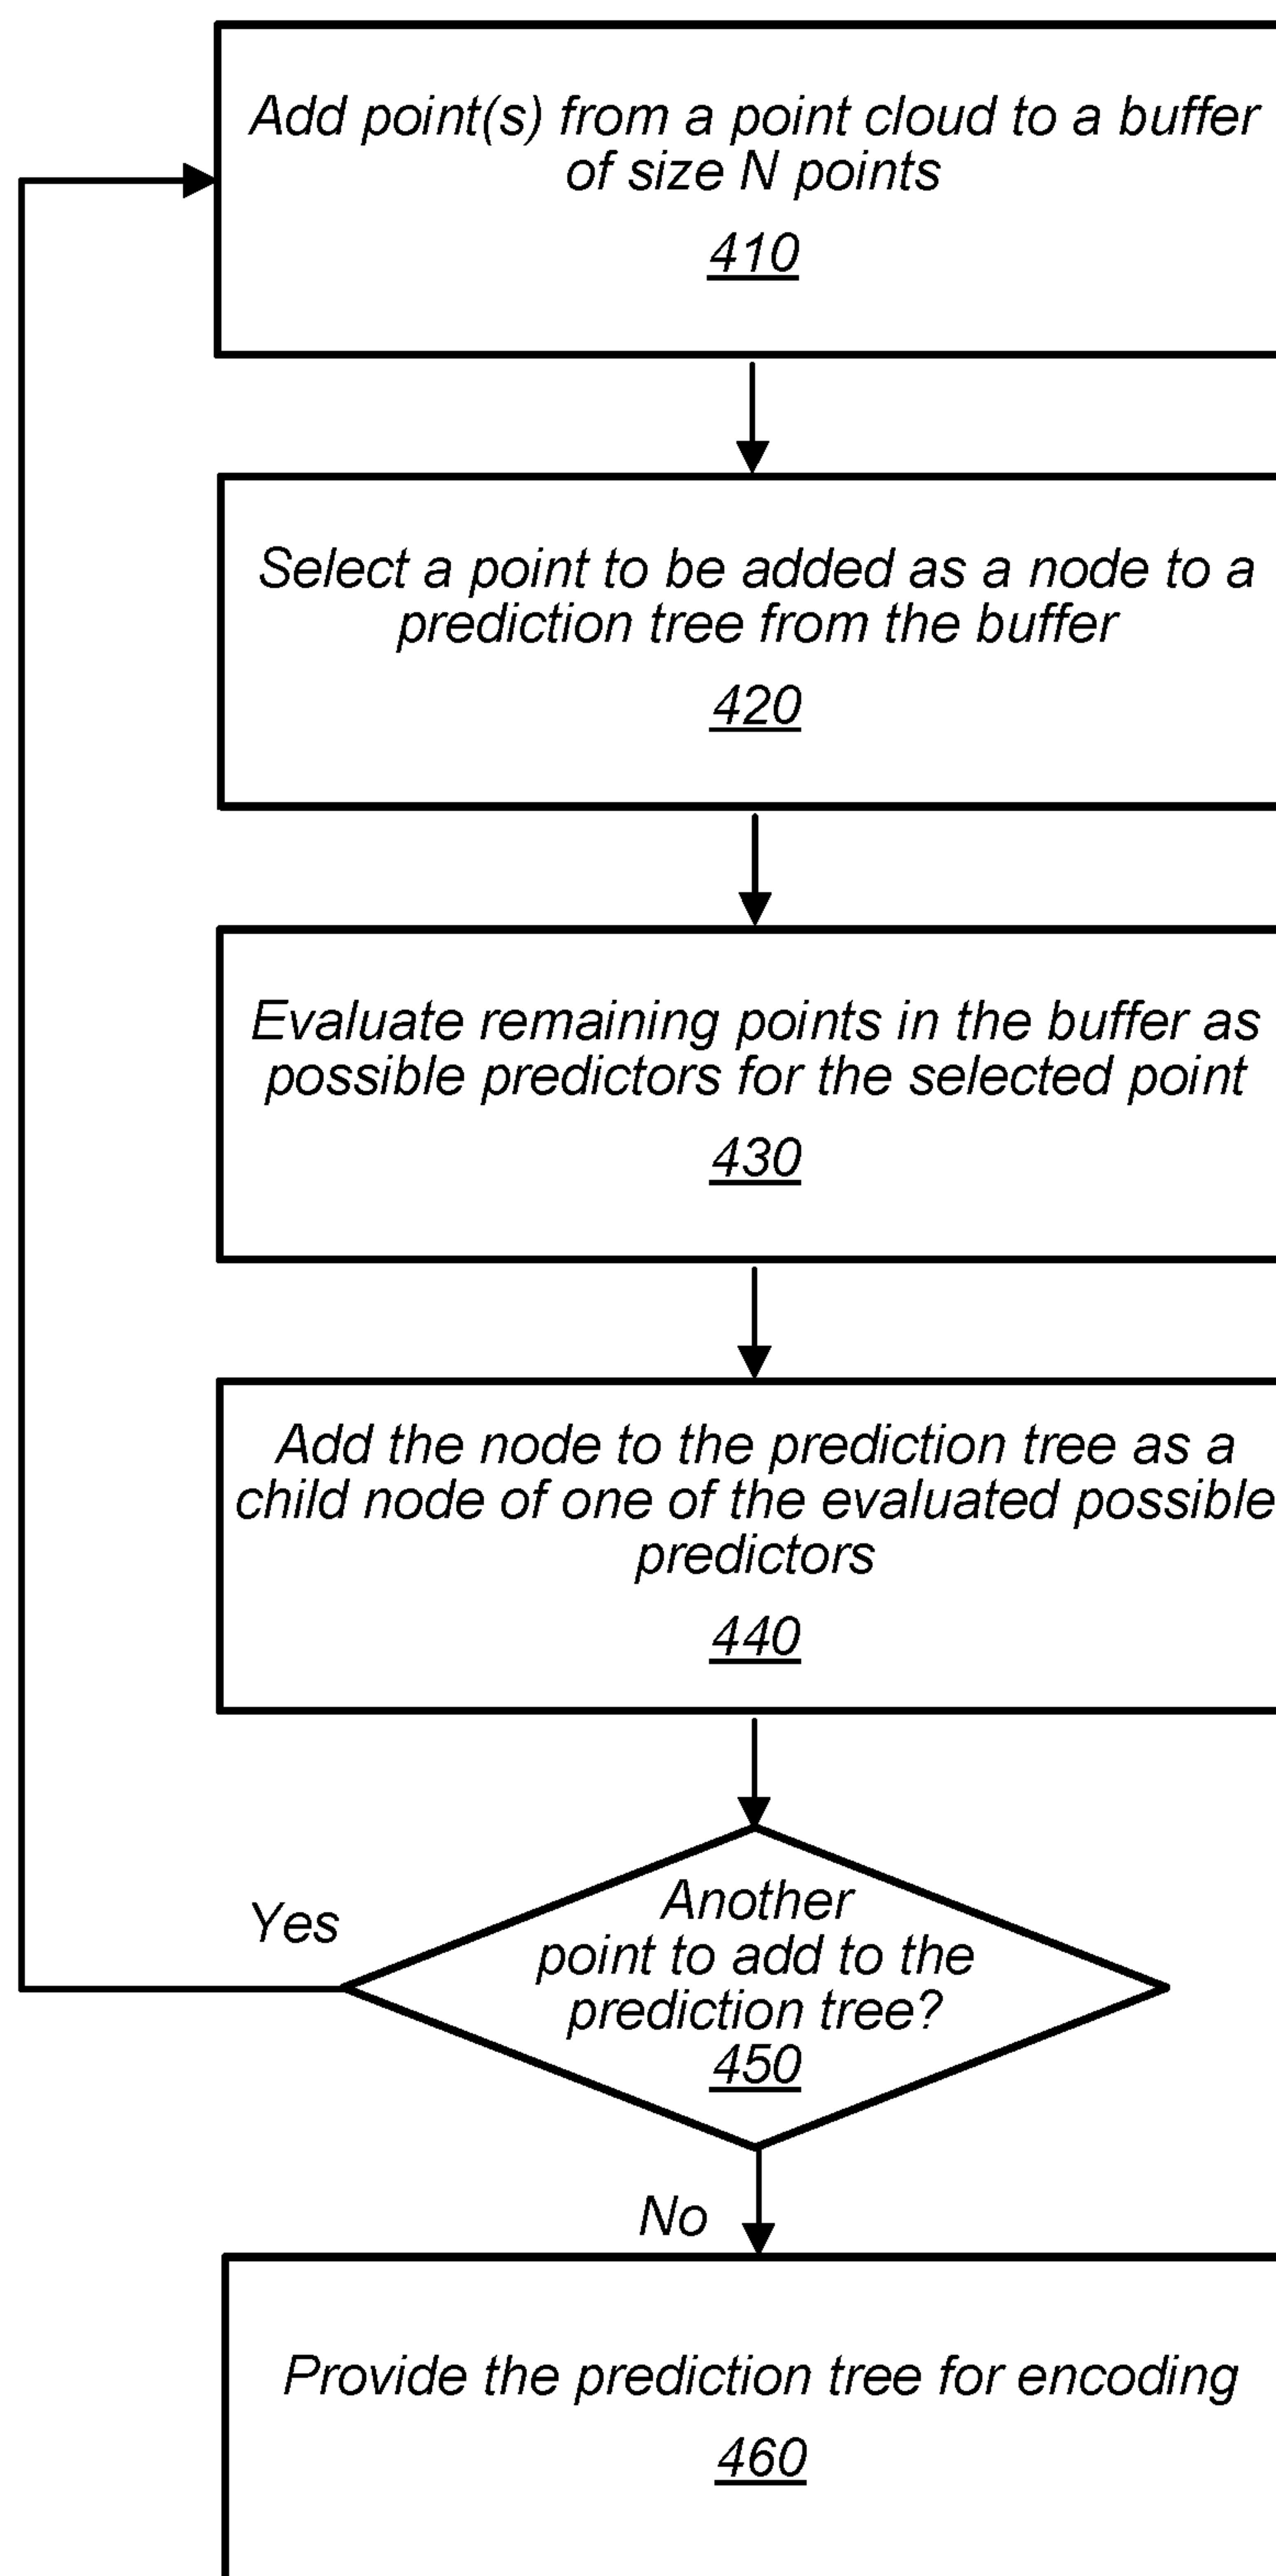 Add point(s) from a point cloud to a buffer
of size N points
410
Select a point to be added as a node to a
prediction tree from the buffer
420
Evaluate remaining points in the buffer as
possible predictors for the selected point
430
Add the node to the prediction tree as a
child node of one of the evaluated possible
predictors
440
Another
point to add to the
prediction tree?
450
Yes
No
Provide the prediction tree for encoding
460